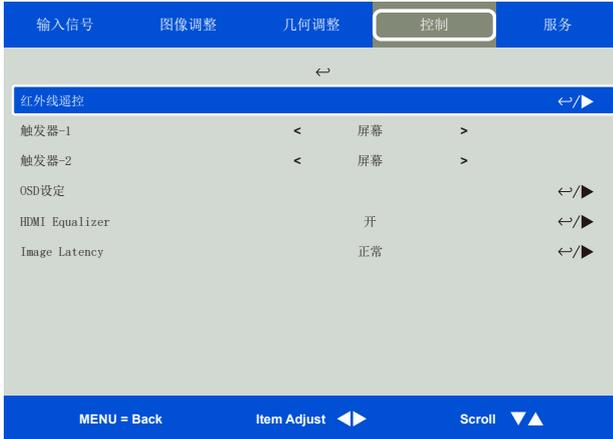 输入信号 图像调整 几何调整 控制 服务
↩
红外线遥控 ↩/▶
触发器-1 < 屏幕 >
触发器-2 < 屏幕 >
OSD设定 ↩/▶
HDMI Equalizer 开 ↩/▶
Image Latency 正常 ↩/▶
MENU = Back Item Adjust ◀▶ Scroll ▼▲